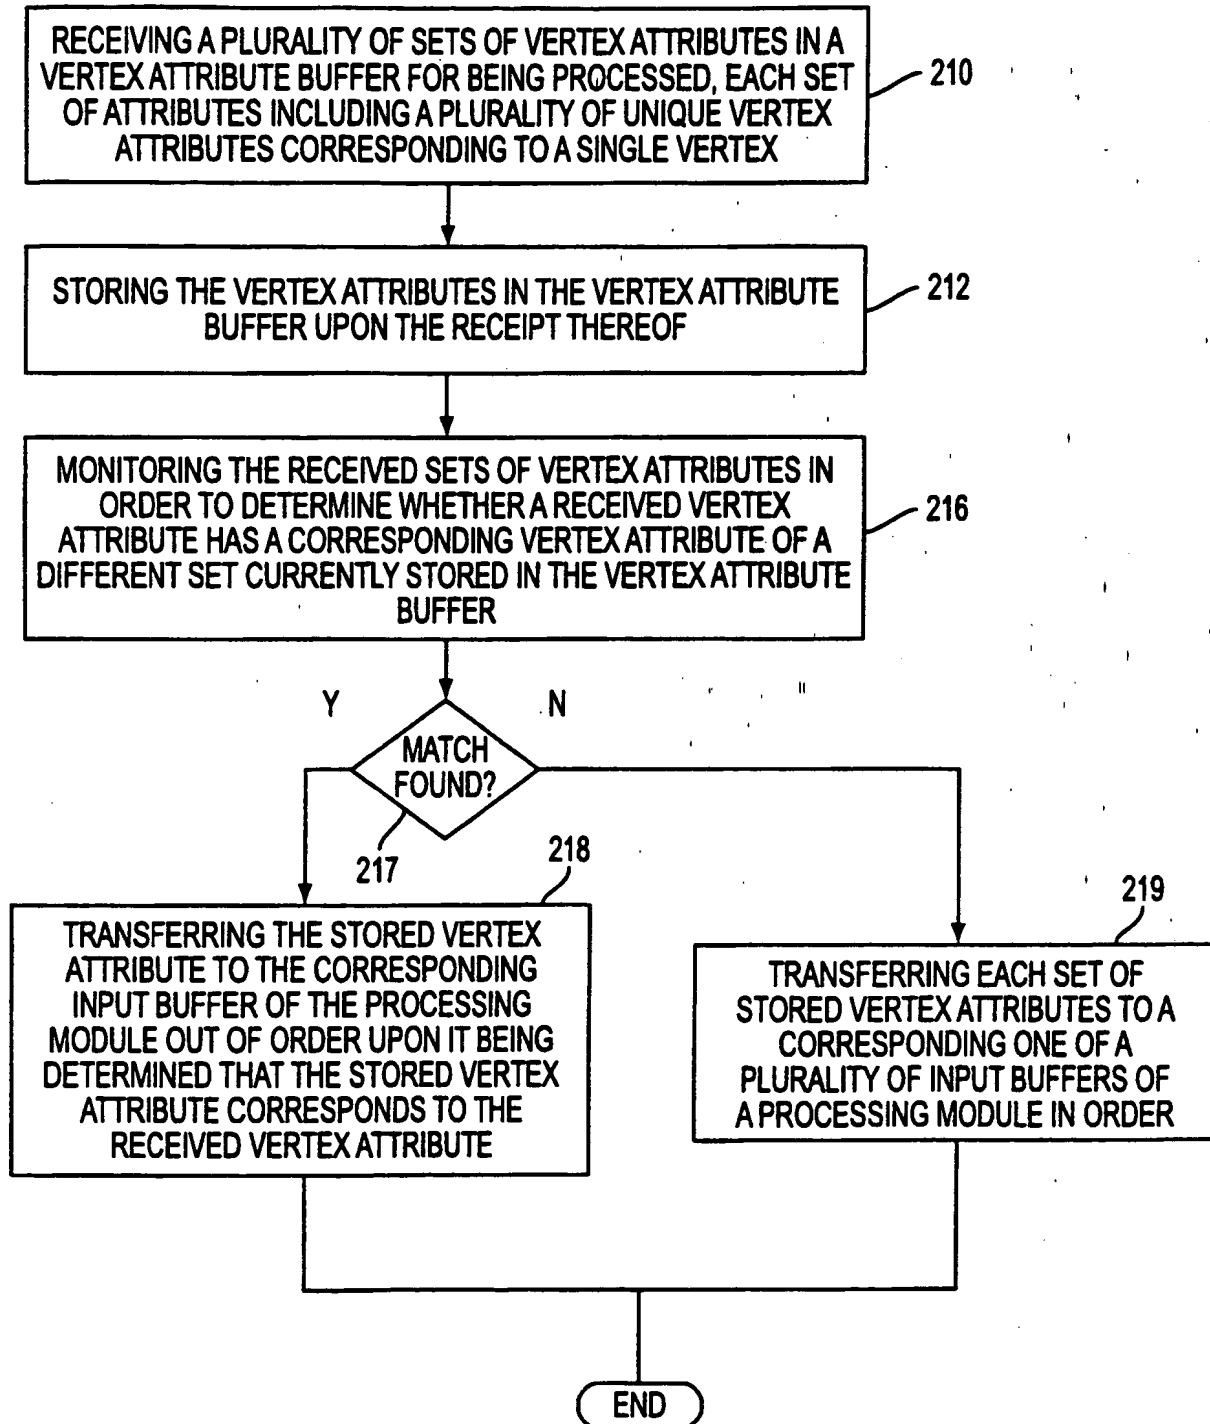 RECEIVING A PLURALITY OF SETS OF VERTEX ATTRIBUTES IN A
VERTEX ATTRIBUTE BUFFER FOR BEING PROCESSED, EACH SET
OF ATTRIBUTES INCLUDING A PLURALITY OF UNIQUE VERTEX
ATTRIBUTES CORRESPONDING TO A SINGLE VERTEX
210
STORING THE VERTEX ATTRIBUTES IN THE VERTEX ATTRIBUTE
BUFFER UPON THE RECEIPT THEREOF
212
MONITORING THE RECEIVED SETS OF VERTEX ATTRIBUTES IN
ORDER TO DETERMINE WHETHER A RECEIVED VERTEX
ATTRIBUTE HAS A CORRESPONDING VERTEX ATTRIBUTE OF A
DIFFERENT SET CURRENTLY STORED IN THE VERTEX ATTRIBUTE
BUFFER
216
Y
N
MATCH
FOUND?
217
218
TRANSFERRING THE STORED VERTEX
ATTRIBUTE TO THE CORRESPONDING
INPUT BUFFER OF THE PROCESSING
MODULE OUT OF ORDER UPON IT BEING
DETERMINED THAT THE STORED VERTEX
ATTRIBUTE CORRESPONDS TO THE
RECEIVED VERTEX ATTRIBUTE
219
TRANSFERRING EACH SET OF
STORED VERTEX ATTRIBUTES TO A
CORRESPONDING ONE OF A
PLURALITY OF INPUT BUFFERS OF
A PROCESSING MODULE IN ORDER
END